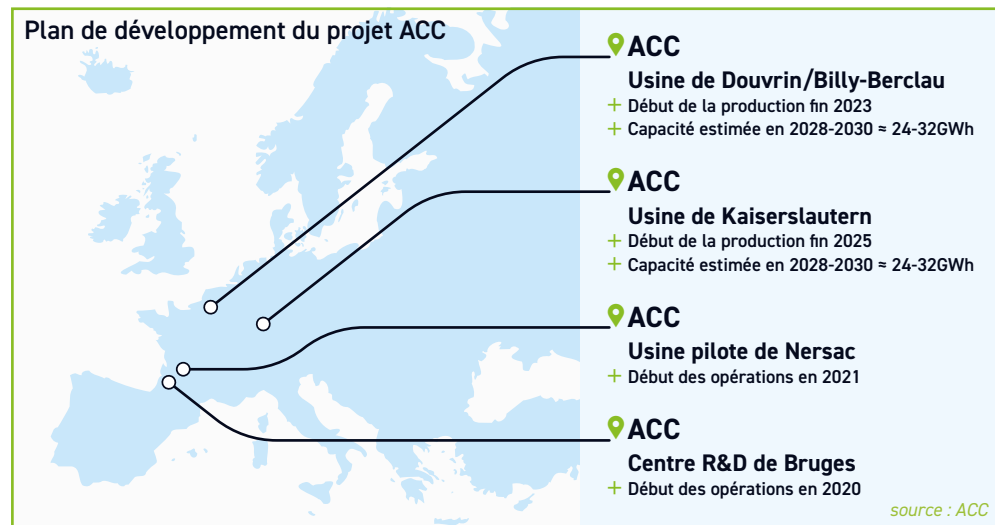 Plan de développement du projet ACC
ACC
Usine de Douvrin/Billy-Berclau
+ Début de la production fin 2023
+ Capacité estimée en 2028-2030 ≈ 24-32GWh
ACC
Usine de Kaiserslautern
+ Début de la production fin 2025
+ Capacité estimée en 2028-2030 ≈ 24-32GWh
ACC
Usine pilote de Nersac
+ Début des opérations en 2021
ACC
Centre R&D de Bruges
+ Début des opérations en 2020
source : ACC